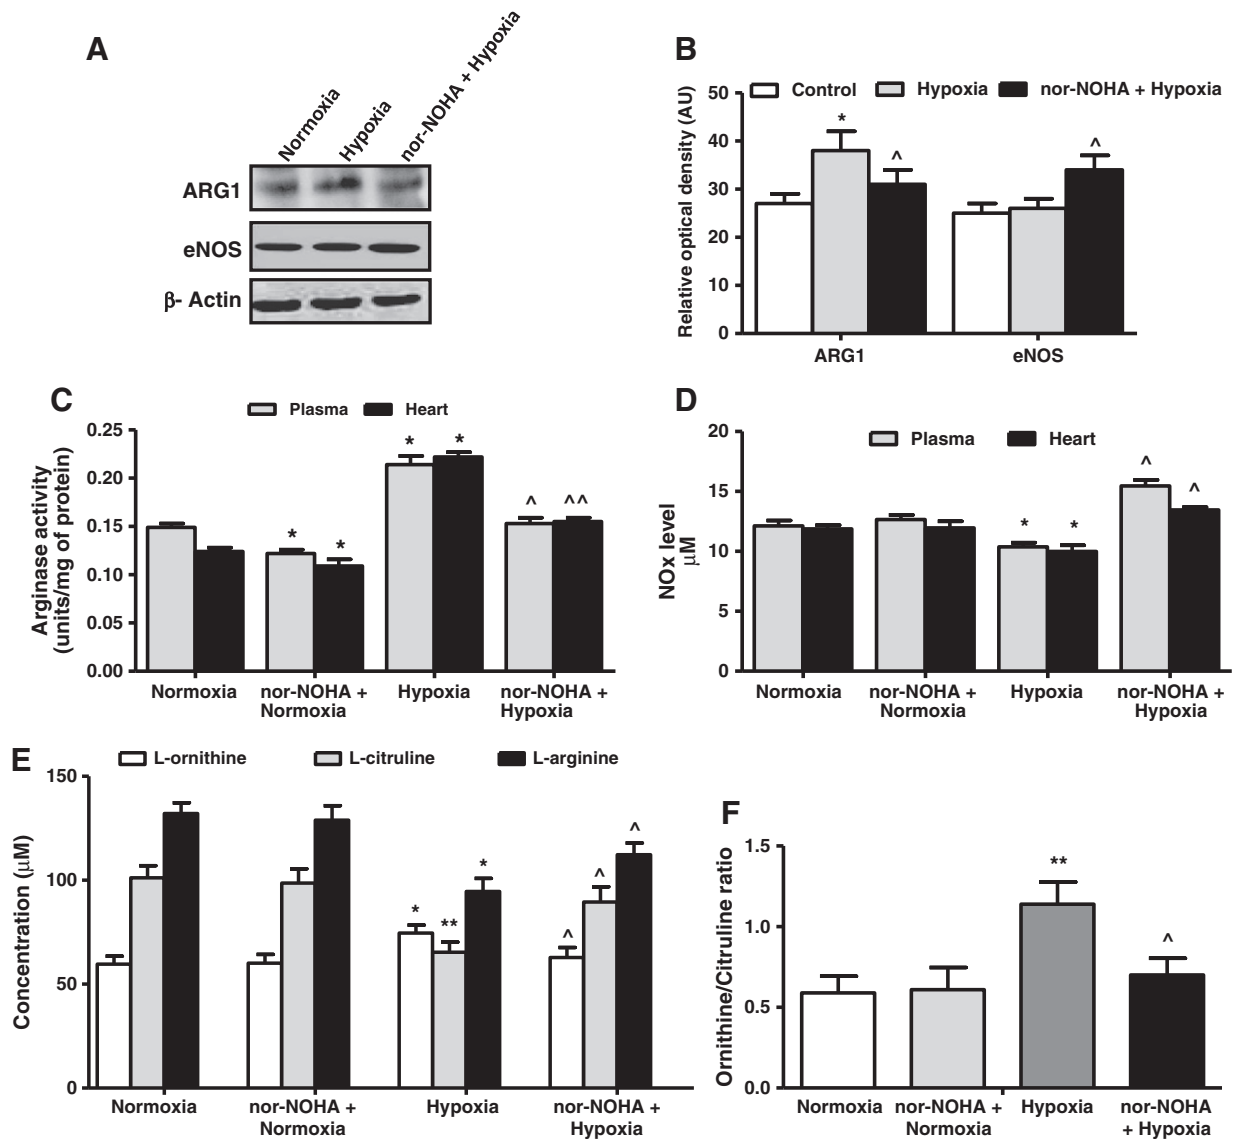 A
Normoxia
Hypoxia
nor-NOHA + Hypoxia
ARG1
eNOS
β- Actin
B
Control
Hypoxia
nor-NOHA + Hypoxia
Relative optical density (AU)
50
40
30
20
10
0
*
^
^
ARG1
eNOS
C
Plasma
Heart
Arginase activity
(units/mg of protein)
0.25
0.20
0.15
0.10
0.05
0.00
*
*
*
*
^
^^
Normoxia
nor-NOHA +
Normoxia
Hypoxia
nor-NOHA +
Hypoxia
D
Plasma
Heart
NOx level
μM
20
15
10
5
0
*
*
^
^
Normoxia
nor-NOHA +
Normoxia
Hypoxia
nor-NOHA +
Hypoxia
E
L-ornithine
L-citruline
L-arginine
Concentration (μM)
150
100
50
0
*
**
*
^
^
^
Normoxia
nor-NOHA +
Normoxia
Hypoxia
nor-NOHA +
Hypoxia
F
Ornithine/Citruline ratio
1.5
1.0
0.5
0.0
**
^
Normoxia
nor-NOHA +
Normoxia
Hypoxia
nor-NOHA
+ Hypoxia